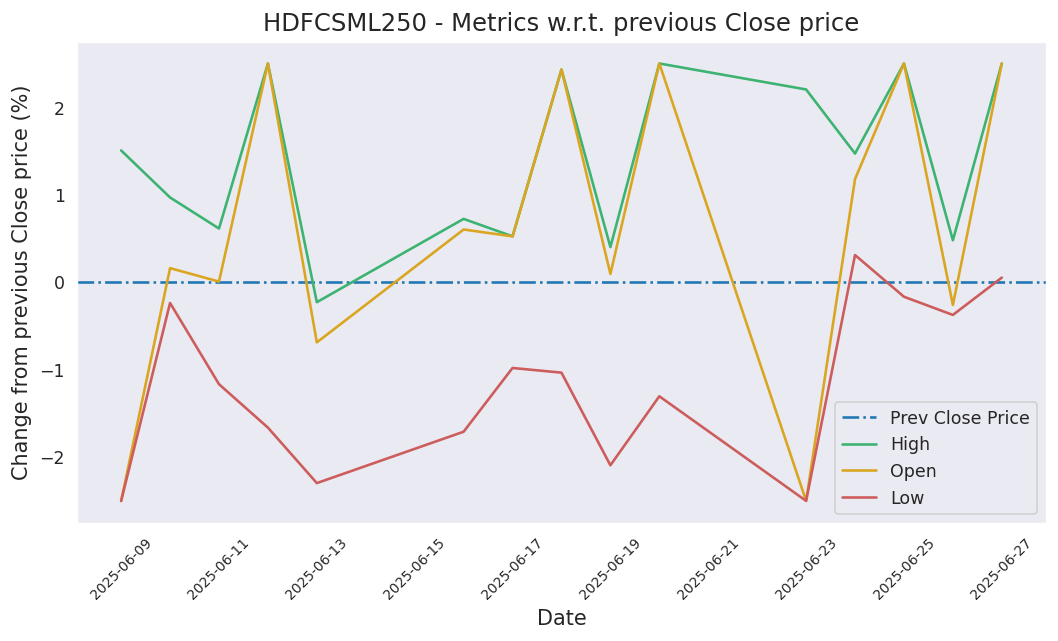 HDFCSML250 - Metrics w.r.t. previous Close price
Change from previous Close price (%)
2
1
0
−1
−2
Prev Close Price
High
Open
Low
2025-06-09
2025-06-11
2025-06-13
2025-06-15
2025-06-17
2025-06-19
2025-06-21
2025-06-23
2025-06-25
2025-06-27
Date